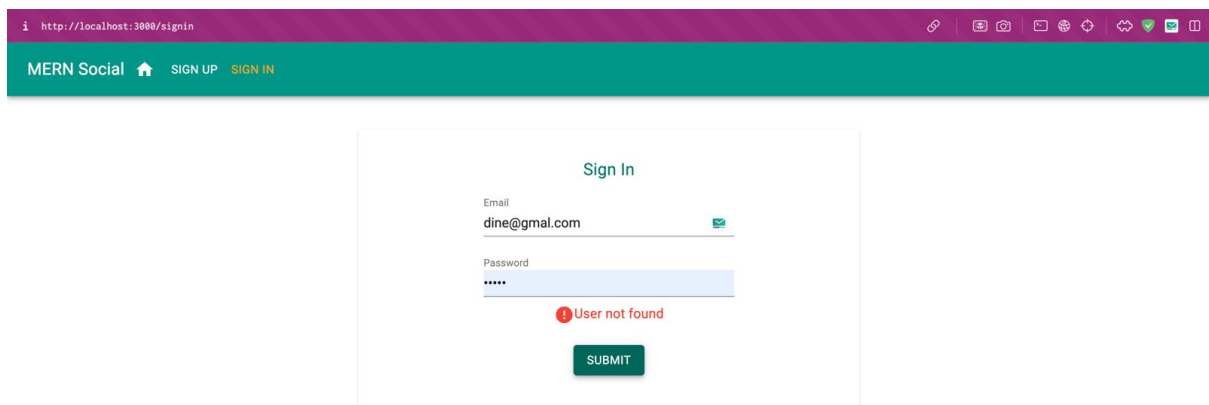 i http://localhost:3000/signin
MERN Social SIGN UP SIGN IN
Sign In
Email
dine@gmal.com
Password
•••••
User not found
SUBMIT